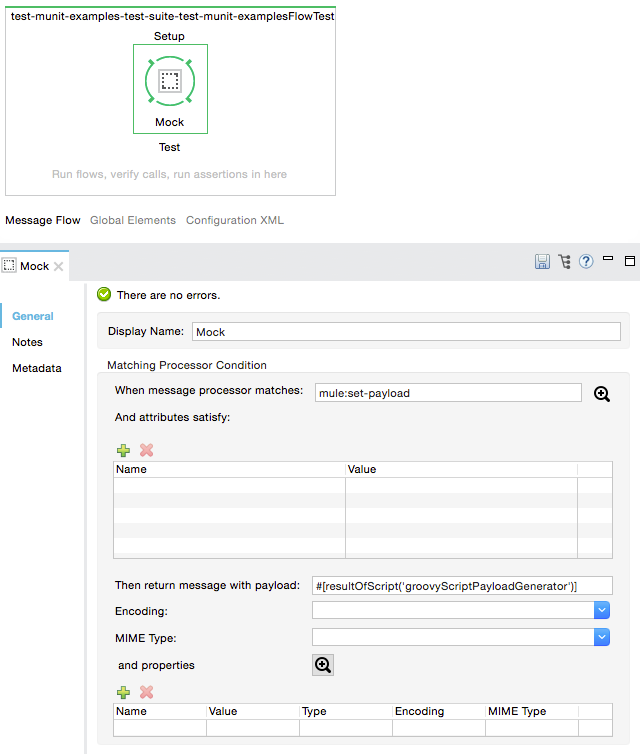 test-munit-examples-test-suite-test-munit-examplesFlowTest
Setup
Mock
Test
Run flows, verify calls, run assertions in here
Message Flow Global Elements Configuration XML
Mock
There are no errors.
General
Notes
Metadata
Display Name: Mock
Matching Processor Condition
When message processor matches: mule:set-payload
And attributes satisfy:
Name Value
Then return message with payload: #[resultOfScript('groovyScriptPayloadGenerator')]
Encoding:
MIME Type:
and properties
Name Value Type Encoding MIME Type